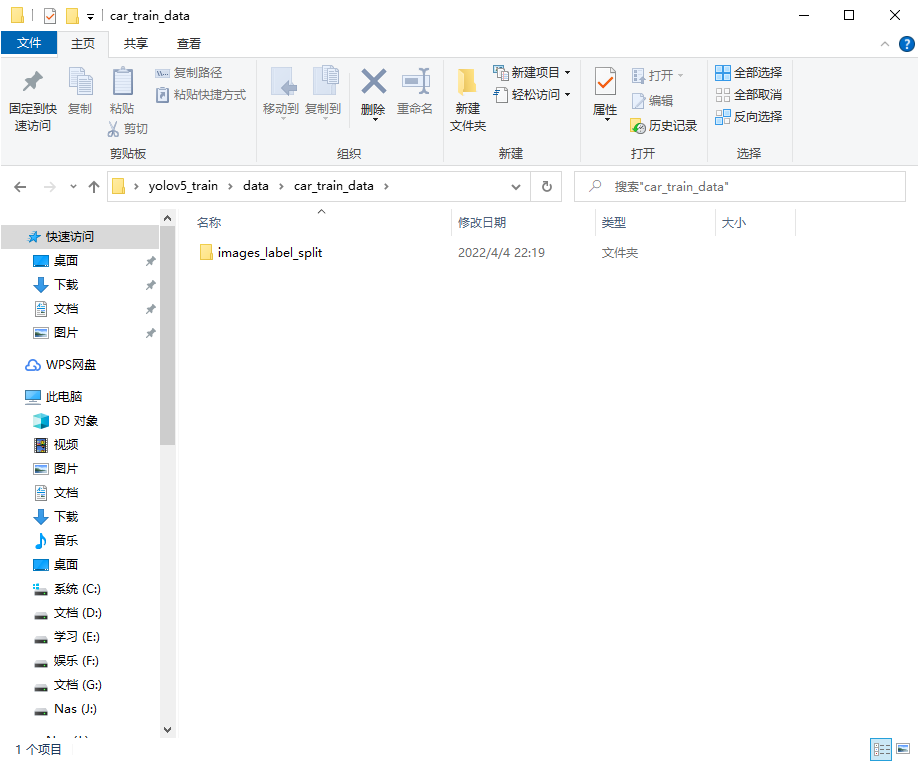 car_train_data
文件 主页 共享 查看
固定到快速访问
复制
粘贴
复制路径
粘贴快捷方式
剪切
剪贴板
移动到
复制到
删除
重命名
组织
新建文件夹
新建项目
轻松访问
新建
属性
打开
编辑
历史记录
打开
全部选择
全部取消
反向选择
选择
yolov5_train > data > car_train_data >
搜索"car_train_data"
快速访问
桌面
下载
文档
图片
WPS网盘
此电脑
3D 对象
视频
图片
文档
下载
音乐
桌面
系统 (C:)
文档 (D:)
学习 (E:)
娱乐 (F:)
文档 (G:)
Nas (J:)
名称 修改日期 类型 大小
images_label_split 2022/4/4 22:19 文件夹
1 个项目